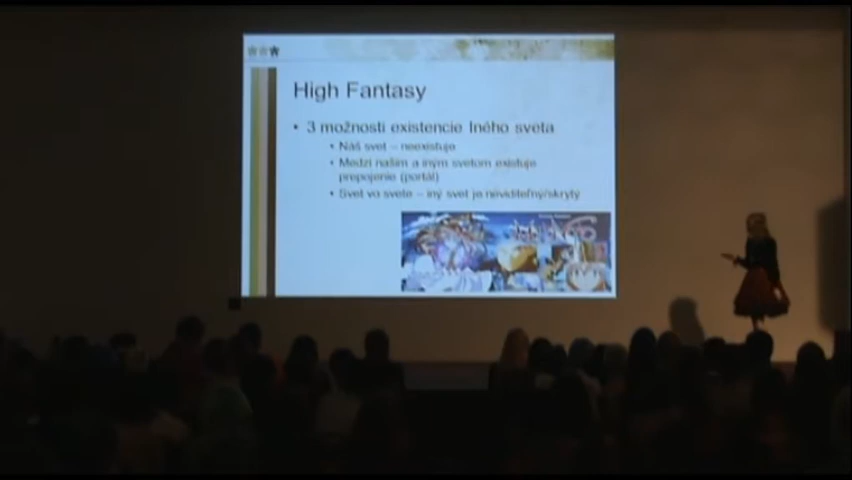 High Fantasy
• 3 možnosti existencie Iného sveta
• Náš svet – neexistuje
• Medzi naším a iným svetom existuje
prepojenie (portál)
• Svet vo svete – iný svet je neviditeľný/skrytý